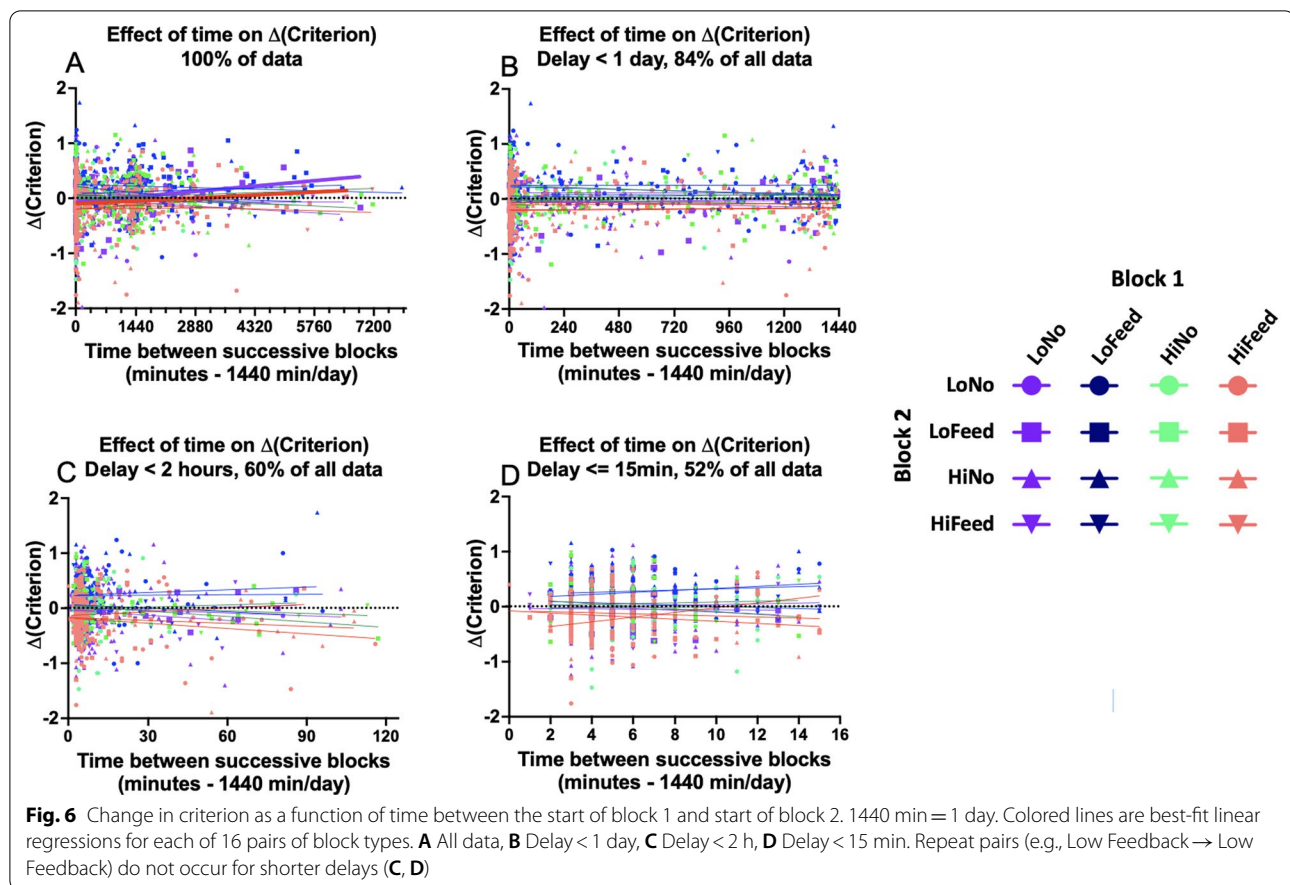 Effect of time on Δ(Criterion)
100% of data
A
Δ(Criterion)
2
1
0
-1
-2
0 1440 2880 4320 5760 7200
Time between successive blocks
(minutes - 1440 min/day)
Effect of time on Δ(Criterion)
Delay < 1 day, 84% of all data
B
Δ(Criterion)
2
1
0
-1
-2
0 240 480 720 960 1200 1440
Time between successive blocks
(minutes - 1440 min/day)
Effect of time on Δ(Criterion)
Delay < 2 hours, 60% of all data
C
Δ(Criterion)
2
1
0
-1
-2
0 30 60 90 120
Time between successive blocks
(minutes - 1440 min/day)
Effect of time on Δ(Criterion)
Delay <= 15min, 52% of all data
D
Δ(Criterion)
2
1
0
-1
-2
0 2 4 6 8 10 12 14 16
Time between successive blocks
(minutes - 1440 min/day)
Block 1
LoNo LoFeed HiNo HiFeed
Block 2
LoNo
LoFeed
HiNo
HiFeed
Fig. 6 Change in criterion as a function of time between the start of block 1 and start of block 2. 1440 min = 1 day. Colored lines are best-fit linear
regressions for each of 16 pairs of block types. A All data, B Delay < 1 day, C Delay < 2 h, D Delay < 15 min. Repeat pairs (e.g., Low Feedback → Low
Feedback) do not occur for shorter delays (C, D)